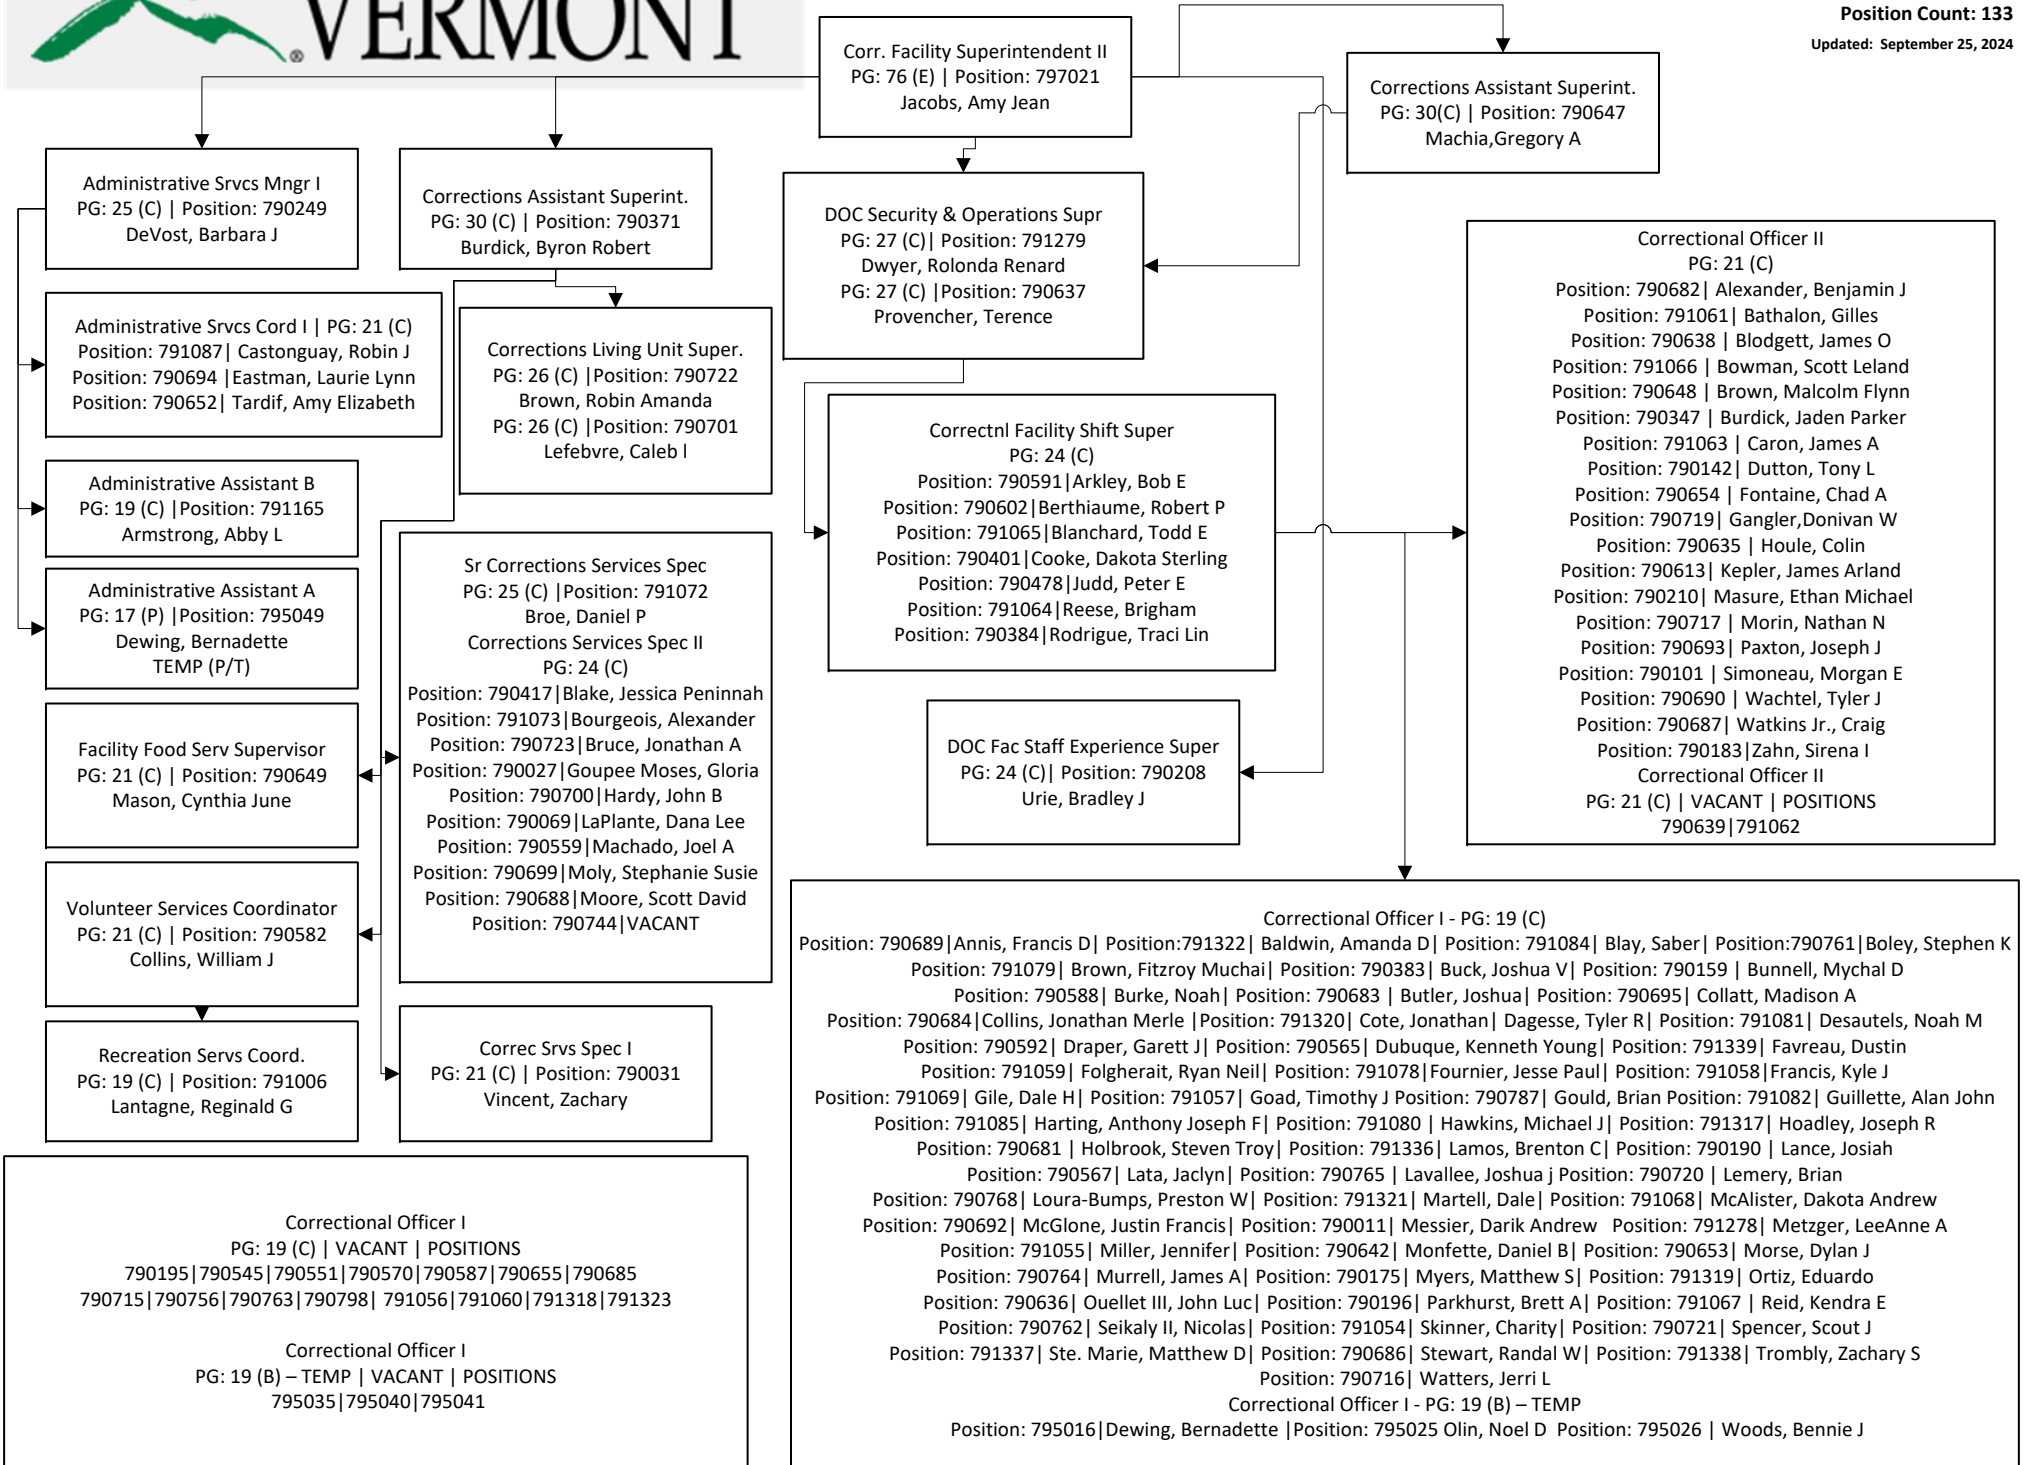 VERMONT
®
Position Count: 133
Updated: September 25, 2024
Corr. Facility Superintendent II
PG: 76 (E) | Position: 797021
Jacobs, Amy Jean
Corrections Assistant Superint.
PG: 30(C) | Position: 790647
Machia,Gregory A
Administrative Srvcs Mngr I
PG: 25 (C) | Position: 790249
DeVost, Barbara J
Corrections Assistant Superint.
PG: 30 (C) | Position: 790371
Burdick, Byron Robert
DOC Security & Operations Supr
PG: 27 (C)| Position: 791279
Dwyer, Rolonda Renard
PG: 27 (C) |Position: 790637
Provencher, Terence
Administrative Srvcs Cord I | PG: 21 (C)
Position: 791087| Castonguay, Robin J
Position: 790694 |Eastman, Laurie Lynn
Position: 790652| Tardif, Amy Elizabeth
Corrections Living Unit Super.
PG: 26 (C) |Position: 790722
Brown, Robin Amanda
PG: 26 (C) |Position: 790701
Lefebvre, Caleb l
Administrative Assistant B
PG: 19 (C) |Position: 791165
Armstrong, Abby L
Administrative Assistant A
PG: 17 (P) |Position: 795049
Dewing, Bernadette
TEMP (P/T)
Facility Food Serv Supervisor
PG: 21 (C) | Position: 790649
Mason, Cynthia June
Volunteer Services Coordinator
PG: 21 (C) | Position: 790582
Collins, William J
Recreation Servs Coord.
PG: 19 (C) | Position: 791006
Lantagne, Reginald G
Sr Corrections Services Spec
PG: 25 (C) |Position: 791072
Broe, Daniel P
Corrections Services Spec II
PG: 24 (C)
Position: 790417|Blake, Jessica Peninnah
Position: 791073|Bourgeois, Alexander
Position: 790723|Bruce, Jonathan A
Position: 790027|Goupee Moses, Gloria
Position: 790700|Hardy, John B
Position: 790069|LaPlante, Dana Lee
Position: 790559|Machado, Joel A
Position: 790699|Moly, Stephanie Susie
Position: 790688|Moore, Scott David
Position: 790744|VACANT
Correc Srvs Spec I
PG: 21 (C) | Position: 790031
Vincent, Zachary
Correctnl Facility Shift Super
PG: 24 (C)
Position: 790591|Arkley, Bob E
Position: 790602|Berthiaume, Robert P
Position: 791065|Blanchard, Todd E
Position: 790401|Cooke, Dakota Sterling
Position: 790478|Judd, Peter E
Position: 791064|Reese, Brigham
Position: 790384|Rodrigue, Traci Lin
DOC Fac Staff Experience Super
PG: 24 (C)| Position: 790208
Urie, Bradley J
Correctional Officer II
PG: 21 (C)
Position: 790682| Alexander, Benjamin J
Position: 791061| Bathalon, Gilles
Position: 790638 | Blodgett, James O
Position: 791066 | Bowman, Scott Leland
Position: 790648 | Brown, Malcolm Flynn
Position: 790347 | Burdick, Jaden Parker
Position: 791063 | Caron, James A
Position: 790142| Dutton, Tony L
Position: 790654 | Fontaine, Chad A
Position: 790719| Gangler,Donivan W
Position: 790635 | Houle, Colin
Position: 790613| Kepler, James Arland
Position: 790210| Masure, Ethan Michael
Position: 790717 | Morin, Nathan N
Position: 790693| Paxton, Joseph J
Position: 790101 | Simoneau, Morgan E
Position: 790690 | Wachtel, Tyler J
Position: 790687| Watkins Jr., Craig
Position: 790183|Zahn, Sirena I
Correctional Officer II
PG: 21 (C) | VACANT | POSITIONS
790639|791062
Correctional Officer I
PG: 19 (C) | VACANT | POSITIONS
790195|790545|790551|790570|790587|790655|790685
790715|790756|790763|790798| 791056|791060|791318|791323
Correctional Officer I
PG: 19 (B) – TEMP | VACANT | POSITIONS
795035|795040|795041
Correctional Officer I - PG: 19 (C)
Position: 790689|Annis, Francis D| Position:791322| Baldwin, Amanda D| Position: 791084| Blay, Saber| Position:790761|Boley, Stephen K
Position: 791079| Brown, Fitzroy Muchai| Position: 790383| Buck, Joshua V| Position: 790159 | Bunnell, Mychal D
Position: 790588| Burke, Noah| Position: 790683 | Butler, Joshua| Position: 790695| Collatt, Madison A
Position: 790684|Collins, Jonathan Merle |Position: 791320| Cote, Jonathan| Dagesse, Tyler R| Position: 791081| Desautels, Noah M
Position: 790592| Draper, Garett J| Position: 790565| Dubuque, Kenneth Young| Position: 791339| Favreau, Dustin
Position: 791059| Folgherait, Ryan Neil| Position: 791078|Fournier, Jesse Paul| Position: 791058|Francis, Kyle J
Position: 791069| Gile, Dale H| Position: 791057| Goad, Timothy J Position: 790787| Gould, Brian Position: 791082| Guillette, Alan John
Position: 791085| Harting, Anthony Joseph F| Position: 791080 | Hawkins, Michael J| Position: 791317| Hoadley, Joseph R
Position: 790681 | Holbrook, Steven Troy| Position: 791336| Lamos, Brenton C| Position: 790190 | Lance, Josiah
Position: 790567| Lata, Jaclyn| Position: 790765 | Lavallee, Joshua j Position: 790720 | Lemery, Brian
Position: 790768| Loura-Bumps, Preston W| Position: 791321| Martell, Dale| Position: 791068| McAlister, Dakota Andrew
Position: 790692| McGlone, Justin Francis| Position: 790011| Messier, Darik Andrew Position: 791278| Metzger, LeeAnne A
Position: 791055| Miller, Jennifer| Position: 790642| Monfette, Daniel B| Position: 790653| Morse, Dylan J
Position: 790764| Murrell, James A| Position: 790175| Myers, Matthew S| Position: 791319| Ortiz, Eduardo
Position: 790636| Ouellet III, John Luc| Position: 790196| Parkhurst, Brett A| Position: 791067 | Reid, Kendra E
Position: 790762| Seikaly II, Nicolas| Position: 791054| Skinner, Charity| Position: 790721| Spencer, Scout J
Position: 791337| Ste. Marie, Matthew D| Position: 790686| Stewart, Randal W| Position: 791338| Trombly, Zachary S
Position: 790716| Watters, Jerri L
Correctional Officer I - PG: 19 (B) – TEMP
Position: 795016|Dewing, Bernadette |Position: 795025 Olin, Noel D Position: 795026 | Woods, Bennie J